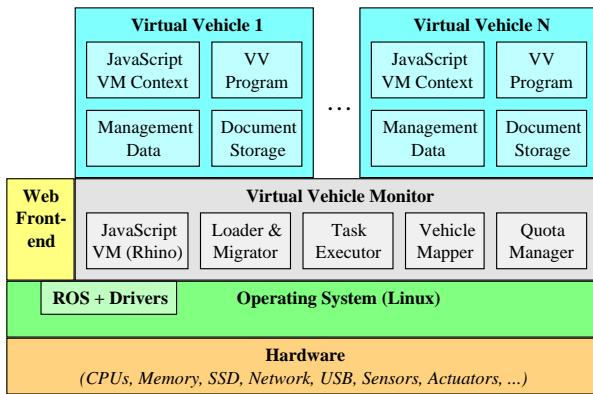 Virtual Vehicle 1
JavaScript
VM Context
VV
Program
Management
Data
Document
Storage
...
Virtual Vehicle N
JavaScript
VM Context
VV
Program
Management
Data
Document
Storage
Web
Front-
end
Virtual Vehicle Monitor
JavaScript
VM (Rhino)
Loader &
Migrator
Task
Executor
Vehicle
Mapper
Quota
Manager
ROS + Drivers
Operating System (Linux)
Hardware
(CPUs, Memory, SSD, Network, USB, Sensors, Actuators, ...)